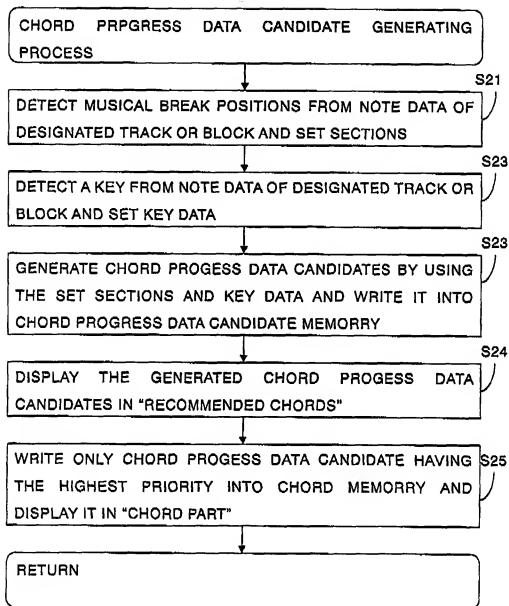 CHORD PRPGRESS DATA CANDIDATE GENERATING
PROCESS
S21
DETECT MUSICAL BREAK POSITIONS FROM NOTE DATA OF
DESIGNATED TRACK OR BLOCK AND SET SECTIONS
S23
DETECT A KEY FROM NOTE DATA OF DESIGNATED TRACK OR
BLOCK AND SET KEY DATA
S23
GENERATE CHORD PROGESS DATA CANDIDATES BY USING
THE SET SECTIONS AND KEY DATA AND WRITE IT INTO
CHORD PROGRESS DATA CANDIDATE MEMORRY
S24
DISPLAY THE GENERATED CHORD PROGESS DATA
CANDIDATES IN “RECOMMENDED CHORDS”
S25
WRITE ONLY CHORD PROGESS DATA CANDIDATE HAVING
THE HIGHEST PRIORITY INTO CHORD MEMORRY AND
DISPLAY IT IN “CHORD PART”
RETURN